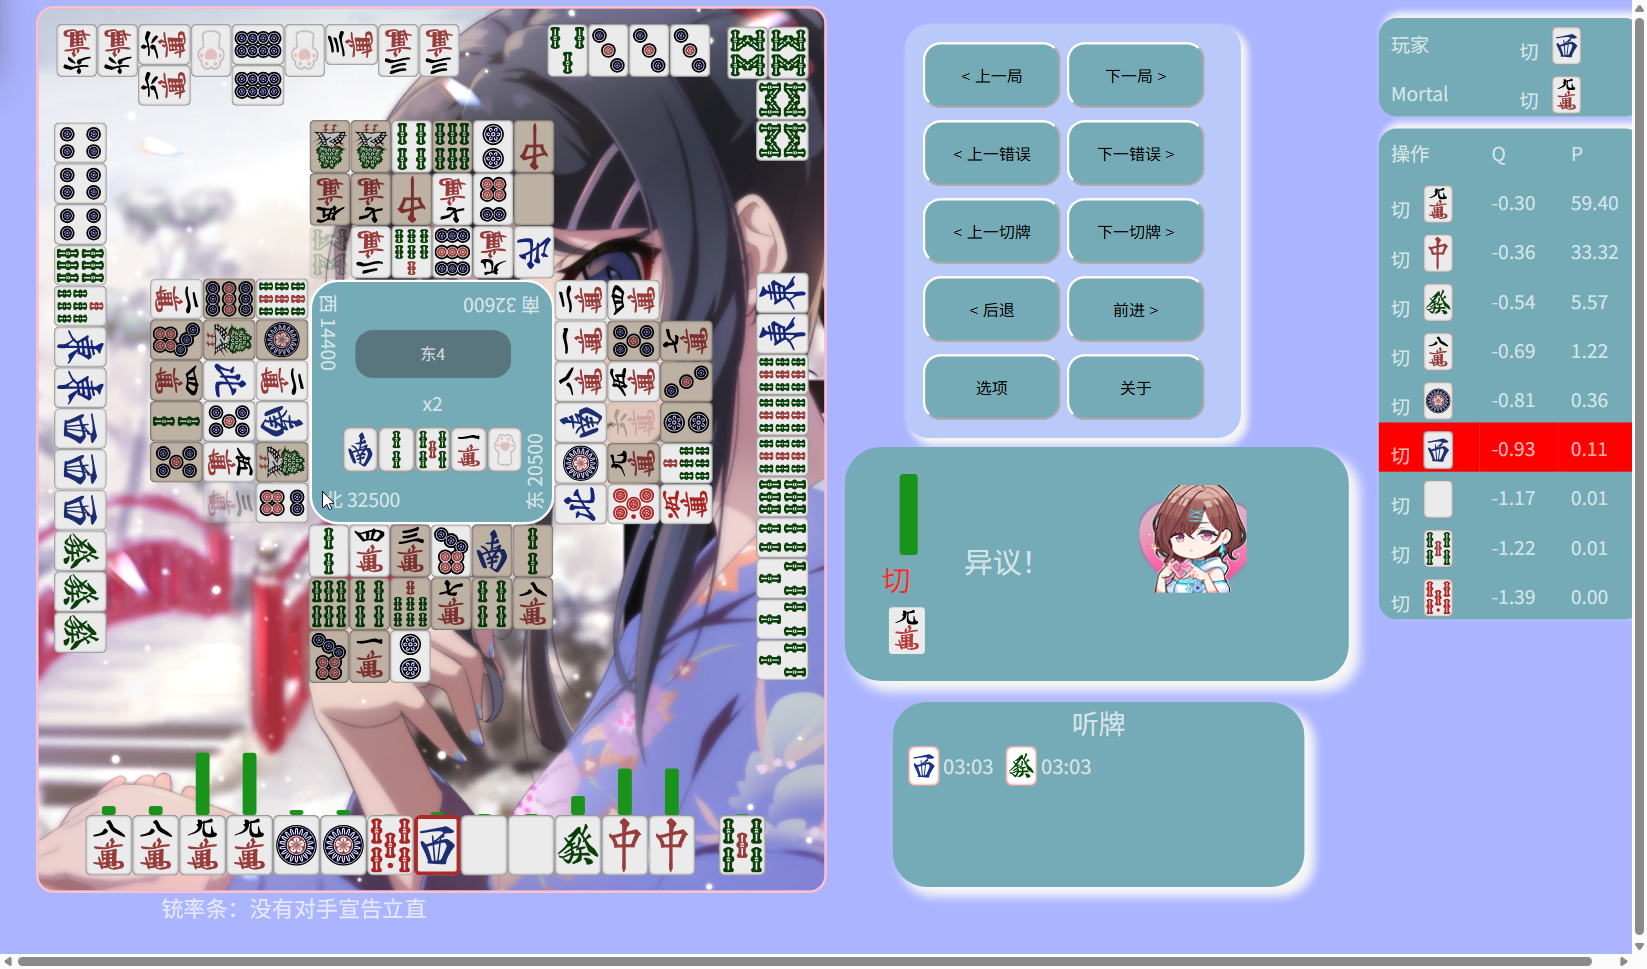 西 14400
南 32600
东4
x2
北 32500
东 20500
铳率条：没有对手宣告立直
< 上一局
下一局 >
< 上一错误
下一错误 >
< 上一切牌
下一切牌 >
< 后退
前进 >
选项
关于
切
异议！
听牌
03:03
03:03
玩家 切
Mortal 切
操作 Q P
切 -0.30 59.40
切 -0.36 33.32
切 -0.54 5.57
切 -0.69 1.22
切 -0.81 0.36
切 -0.93 0.11
切 -1.17 0.01
切 -1.22 0.01
切 -1.39 0.00